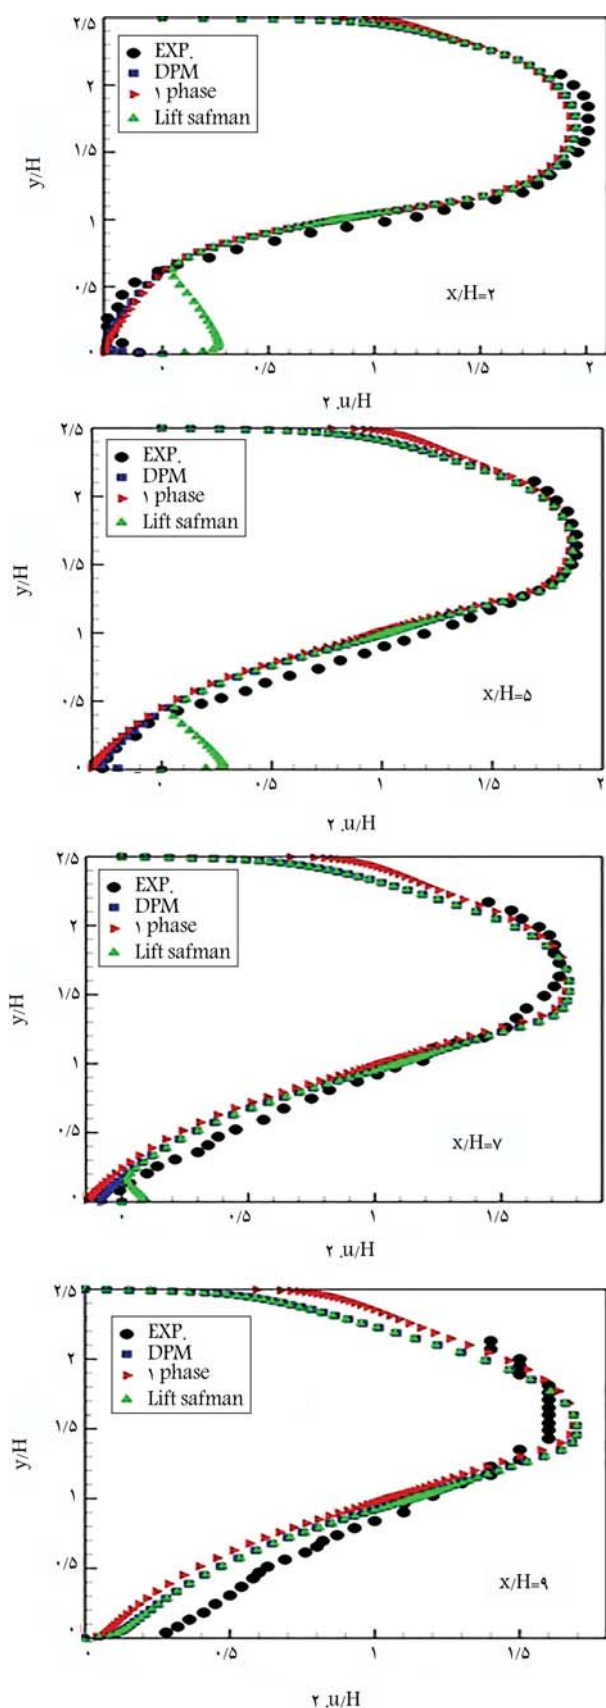 ۲/۵
EXP.
DPM
۱ phase
Lift safman
۲
۱/۵
y/H
۱
۰/۵
x/H=۲
۰
۰ ۰/۵ ۱ ۱/۵ ۲
۲ .u/H
۲/۵
EXP.
DPM
۱ phase
Lift safman
۲
y/H
۱/۵
۱
۰/۵
x/H=۵
۰
۰ ۰/۵ ۱ ۱/۵ ۲
۲ .u/H
۲/۵
EXP.
DPM
۱ phase
Lift safman
۲
y/H
۱/۵
۱
۰/۵
x/H=۷
۰
۰ ۰/۵ ۱ ۱/۵
۲ .u/H
۲/۵
EXP.
DPM
۱ phase
Lift safman
۲
y/H
۱/۵
۱
۰/۵
x/H=۹
۰
۰ ۰/۵ ۱ ۱/۵
۲ .u/H